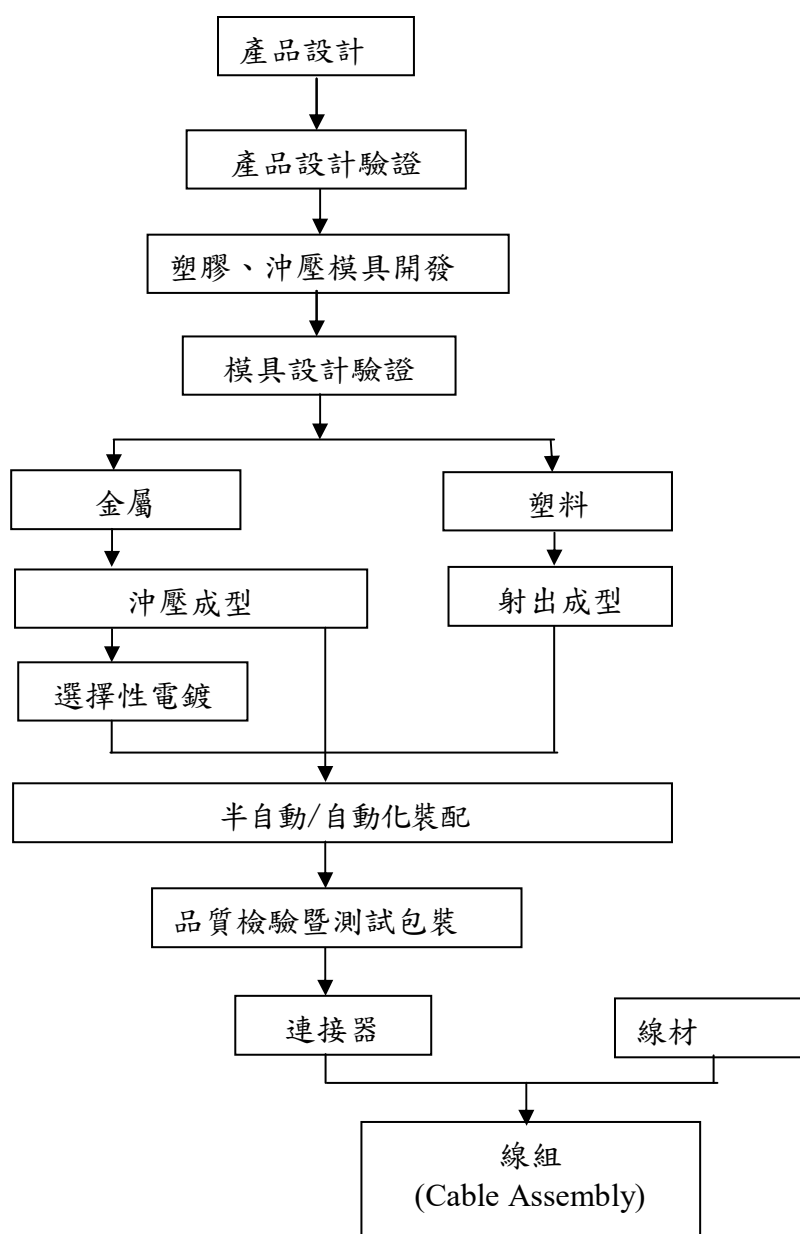 產品設計
產品設計驗證
塑膠、沖壓模具開發
模具設計驗證
金屬
塑料
沖壓成型
射出成型
選擇性電鍍
半自動/自動化裝配
品質檢驗暨測試包裝
連接器
線材
線組
(Cable Assembly)